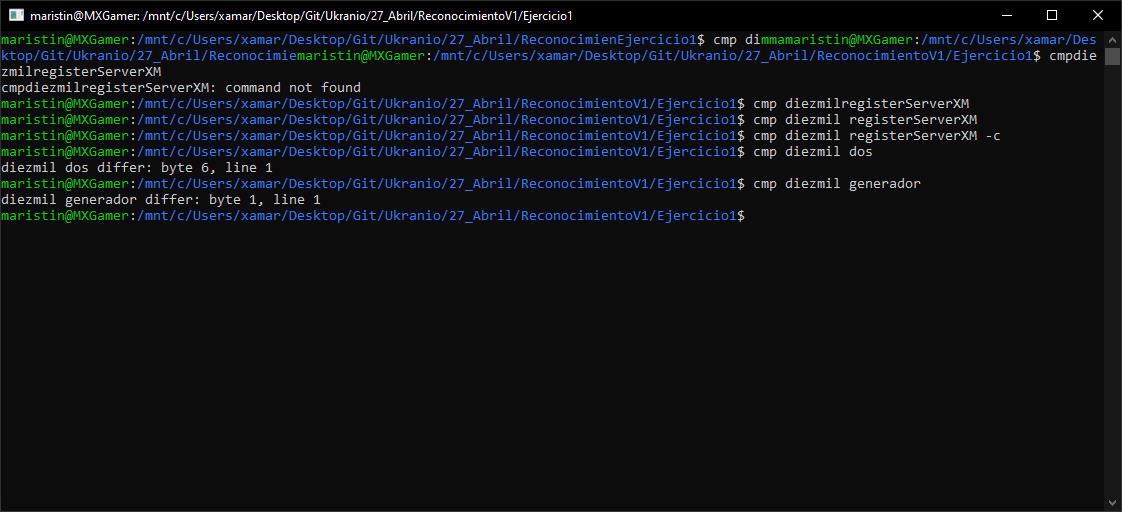 maristin@MXGamer: /mnt/c/Users/xamar/Desktop/Git/Ukranio/27_Abril/ReconocimientoV1/Ejercicio1
maristin@MXGamer:/mnt/c/Users/xamar/Desktop/Git/Ukranio/27_Abril/ReconocimienEjercicio1$ cmp dimmamaristin@MXGamer:/mnt/c/Users/xamar/Des
ktop/Git/Ukranio/27_Abril/Reconocimiemaristin@MXGamer:/mnt/c/Users/xamar/Desktop/Git/Ukranio/27_Abril/ReconocimientoV1/Ejercicio1$ cmpdie
zmilregisterServerXM
cmpdiezmilregisterServerXM: command not found
maristin@MXGamer:/mnt/c/Users/xamar/Desktop/Git/Ukranio/27_Abril/ReconocimientoV1/Ejercicio1$ cmp diezmilregisterServerXM
maristin@MXGamer:/mnt/c/Users/xamar/Desktop/Git/Ukranio/27_Abril/ReconocimientoV1/Ejercicio1$ cmp diezmil registerServerXM
maristin@MXGamer:/mnt/c/Users/xamar/Desktop/Git/Ukranio/27_Abril/ReconocimientoV1/Ejercicio1$ cmp diezmil registerServerXM -c
maristin@MXGamer:/mnt/c/Users/xamar/Desktop/Git/Ukranio/27_Abril/ReconocimientoV1/Ejercicio1$ cmp diezmil dos
diezmil dos differ: byte 6, line 1
maristin@MXGamer:/mnt/c/Users/xamar/Desktop/Git/Ukranio/27_Abril/ReconocimientoV1/Ejercicio1$ cmp diezmil generador
diezmil generador differ: byte 1, line 1
maristin@MXGamer:/mnt/c/Users/xamar/Desktop/Git/Ukranio/27_Abril/ReconocimientoV1/Ejercicio1$